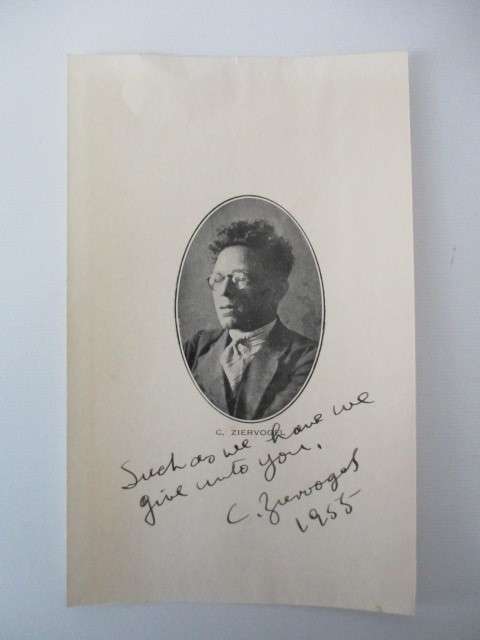 C. ZIERVOGEL
Such as we have we
give unto you.
C. Ziervogel
1955